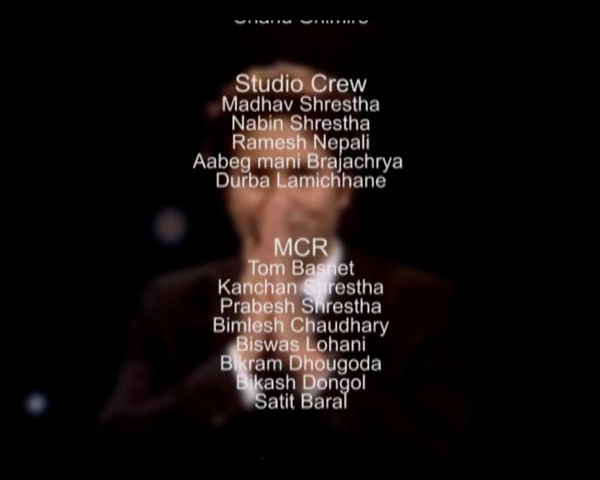 Studio Crew
Madhav Shrestha
Nabin Shrestha
Ramesh Nepali
Aabeg mani Brajachrya
Durba Lamichhane
MCR
Tom Basnet
Kanchan Shrestha
Prabesh Shrestha
Bimlesh Chaudhary
Biswas Lohani
Bikram Dhougoda
Bikash Dongol
Satit Baral